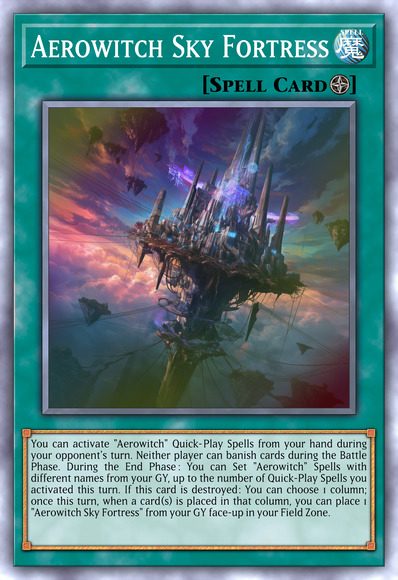 Aerowitch Sky Fortress
SPELL
魔
[Spell Card]
You can activate "Aerowitch" Quick-Play Spells from your hand during
your opponent's turn. Neither player can banish cards during the Battle
Phase. During the End Phase: You can Set "Aerowitch" Spells with
different names from your GY, up to the number of Quick-Play Spells you
activated this turn. If this card is destroyed: You can choose 1 column;
once this turn, when a card(s) is placed in that column, you can place 1
"Aerowitch Sky Fortress" from your GY face-up in your Field Zone.